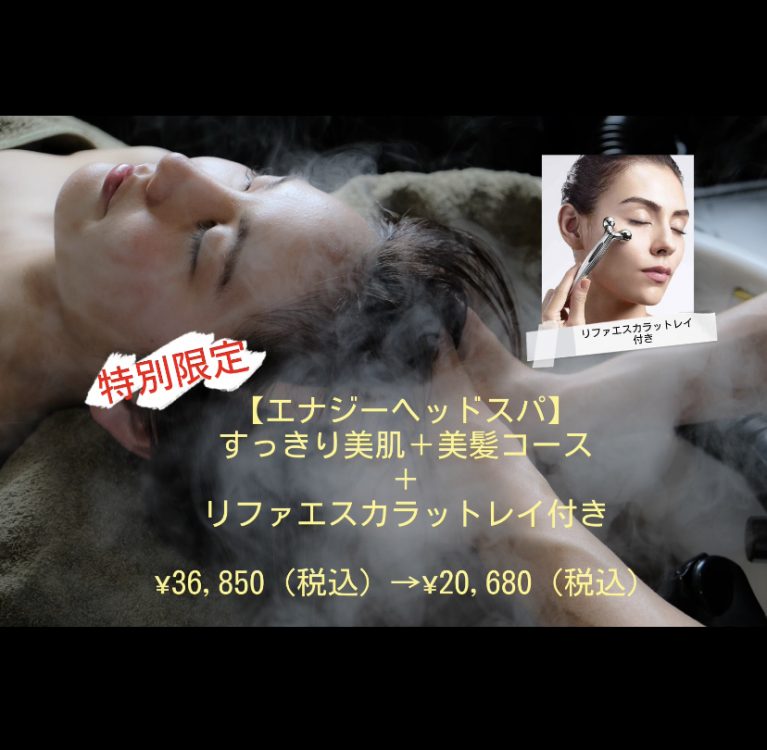 リファエスカラットレイ
付き
特別限定
【エナジーヘッドスパ】
すっきり美肌＋美髪コース
＋
リファエスカラットレイ付き
¥36,850（税込）→¥20,680（税込）